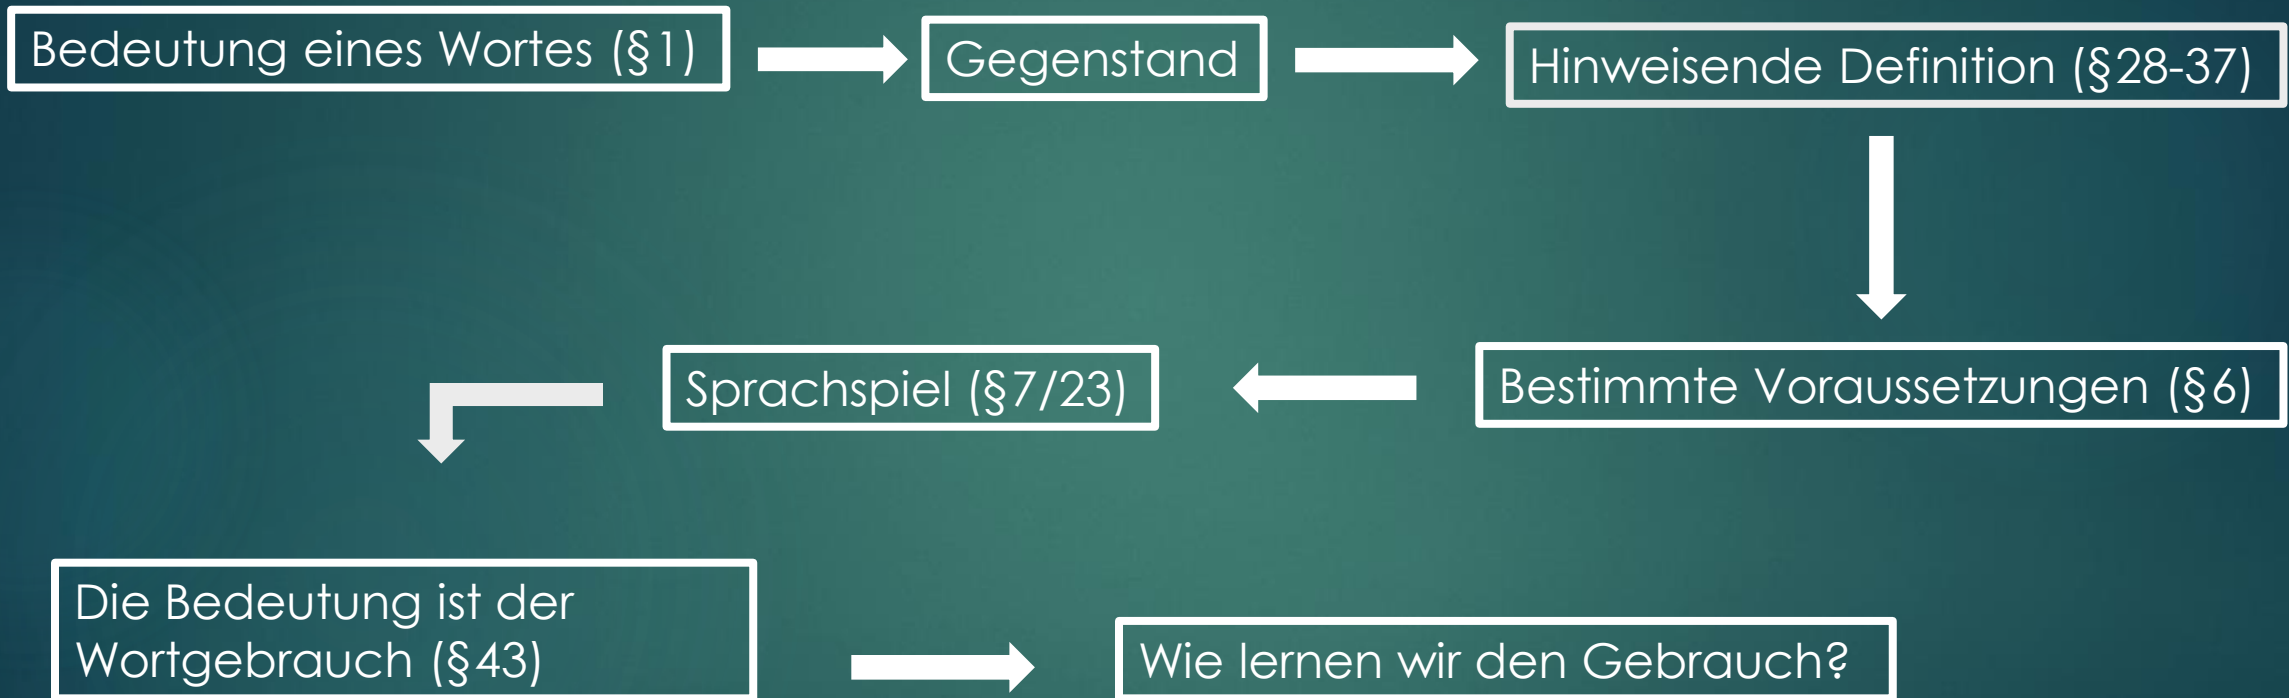 Bedeutung eines Wortes (§1)
Gegenstand
Hinweisende Definition (§28-37)
Bestimmte Voraussetzungen (§6)
Sprachspiel (§7/23)
Die Bedeutung ist der
Wortgebrauch (§43)
Wie lernen wir den Gebrauch?